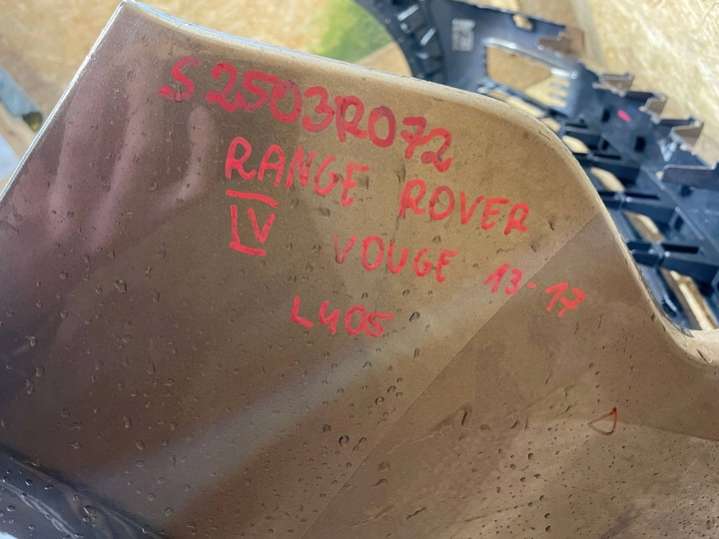 S2503R072
RANGE ROVER
IV VOUGE 13-17
L405